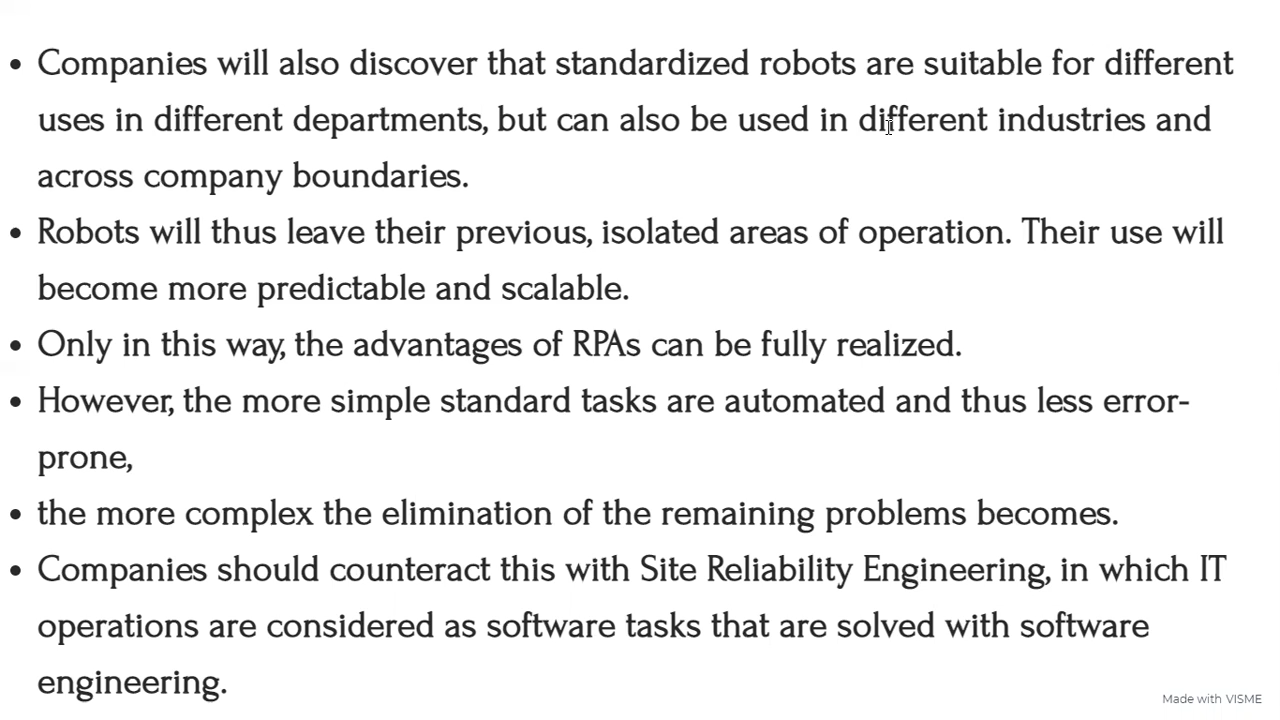 • Companies will also discover that standardized robots are suitable for different
uses in different departments, but can also be used in different industries and
across company boundaries.
• Robots will thus leave their previous, isolated areas of operation. Their use will
become more predictable and scalable.
• Only in this way, the advantages of RPAs can be fully realized.
• However, the more simple standard tasks are automated and thus less error-
prone,
• the more complex the elimination of the remaining problems becomes.
• Companies should counteract this with Site Reliability Engineering, in which IT
operations are considered as software tasks that are solved with software
engineering.
Made with VISME